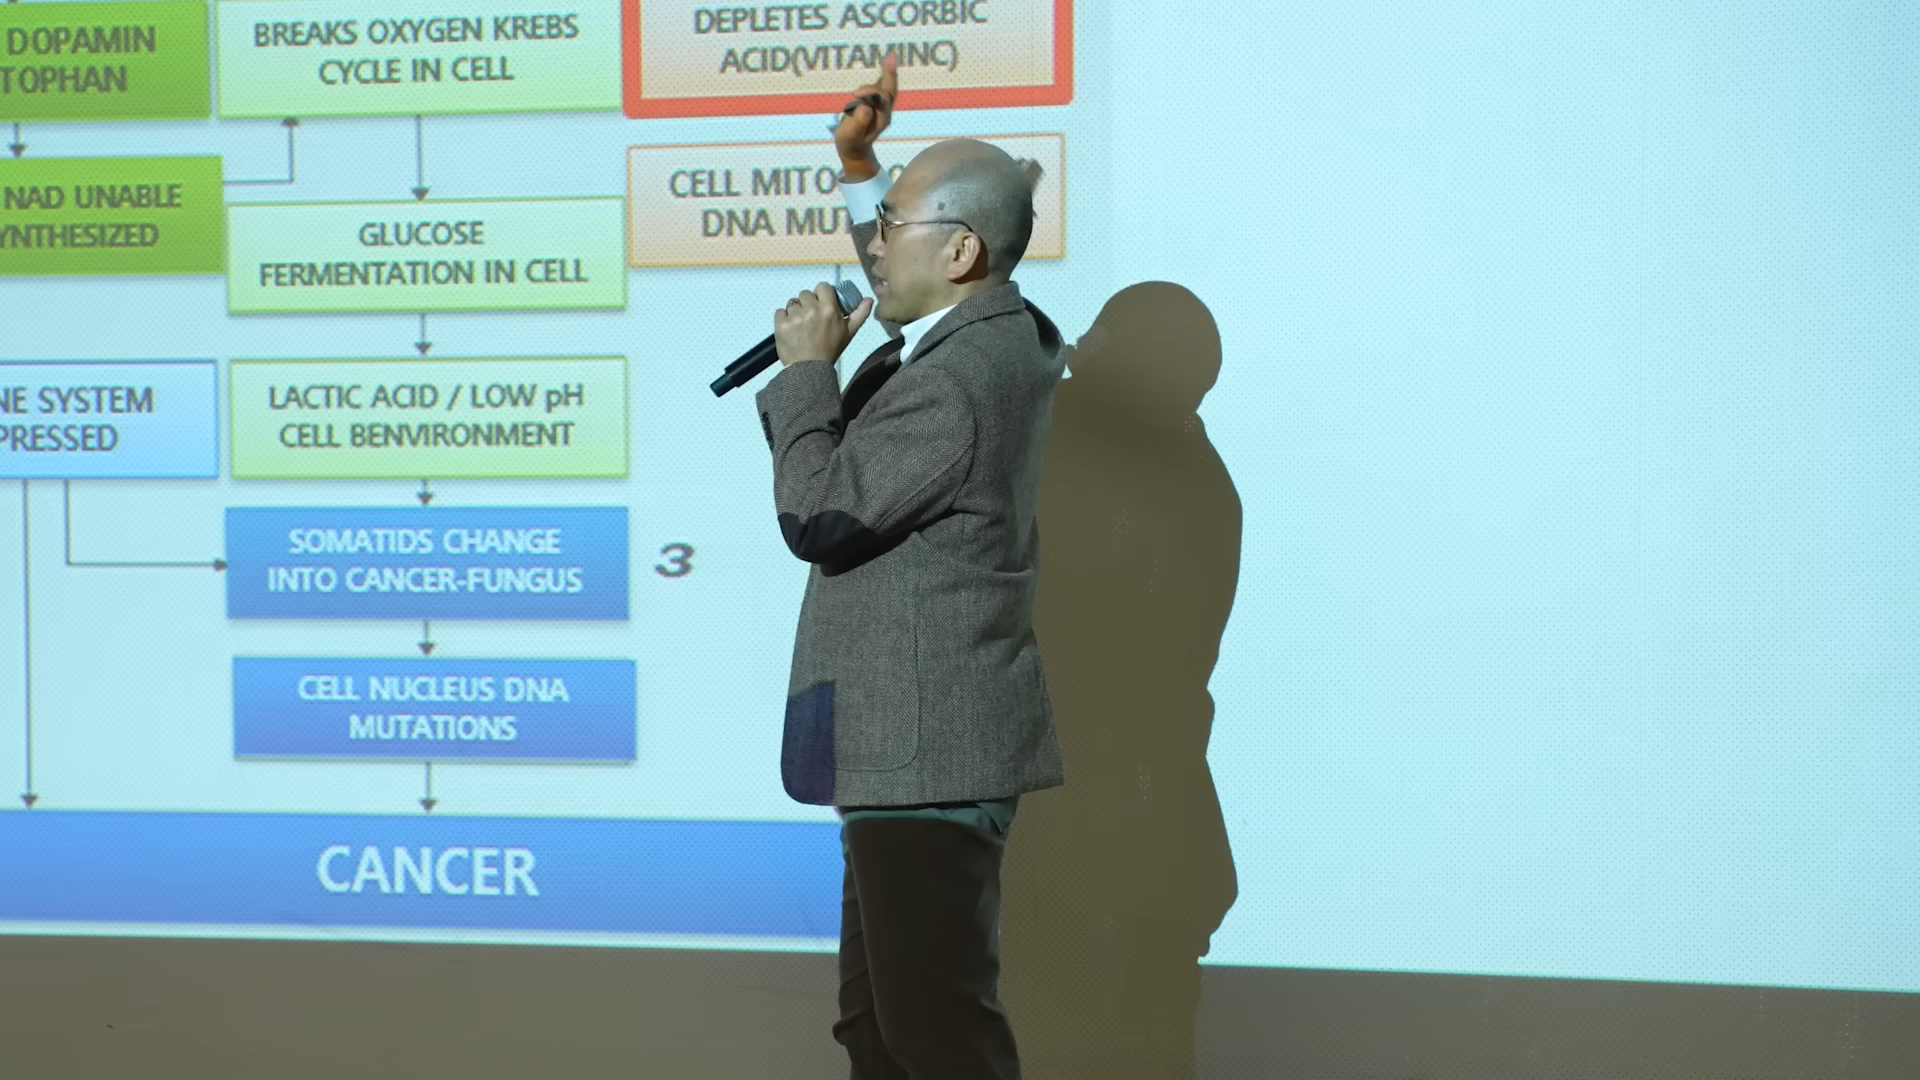 DOPAMIN
TOPHAN
BREAKS OXYGEN KREBS
CYCLE IN CELL
DEPLETES ASCORBIC
ACID(VITAMINC)
NAD UNABLE
YNTHESIZED
GLUCOSE
FERMENTATION IN CELL
CELL MITO
DNA MUT
NE SYSTEM
PRESSED
LACTIC ACID / LOW pH
CELL BENVIRONMENT
SOMATIDS CHANGE
INTO CANCER-FUNGUS
3
CELL NUCLEUS DNA
MUTATIONS
CANCER